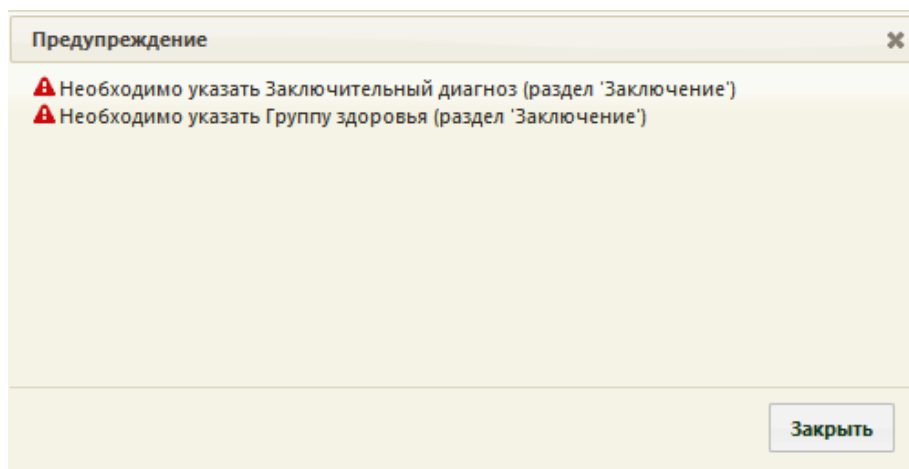 Предупреждение
Необходимо указать Заключительный диагноз (раздел 'Заключение')
Необходимо указать Группу здоровья (раздел 'Заключение')
Закрыть